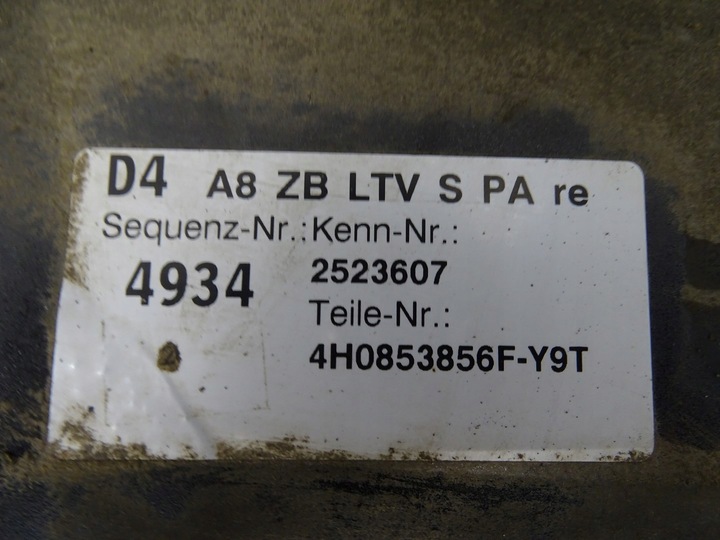 D4 A8 ZB LTV S PA re
Sequenz-Nr.: Kenn-Nr.:
4934 2523607
Teile-Nr.:
4H0853856F-Y9T